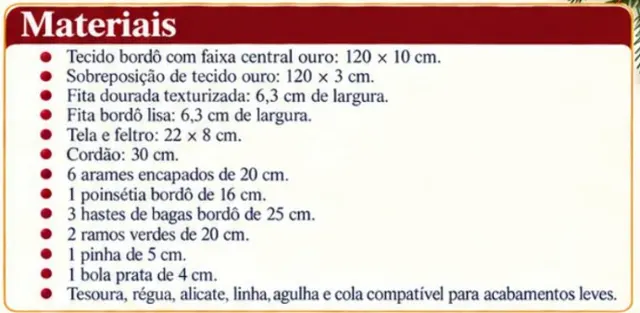 Materiais
• Tecido bordô com faixa central ouro: 120 × 10 cm.
• Sobreposição de tecido ouro: 120 × 3 cm.
• Fita dourada texturizada: 6,3 cm de largura.
• Fita bordô lisa: 6,3 cm de largura.
• Tela e feltro: 22 × 8 cm.
• Cordão: 30 cm.
• 6 arames encapados de 20 cm.
• 1 poinsétia bordô de 16 cm.
• 3 hastes de bagas bordô de 25 cm.
• 2 ramos verdes de 20 cm.
• 1 pinha de 5 cm.
• 1 bola prata de 4 cm.
• Tesoura, régua, alicate, linha, agulha e cola compatível para acabamentos leves.